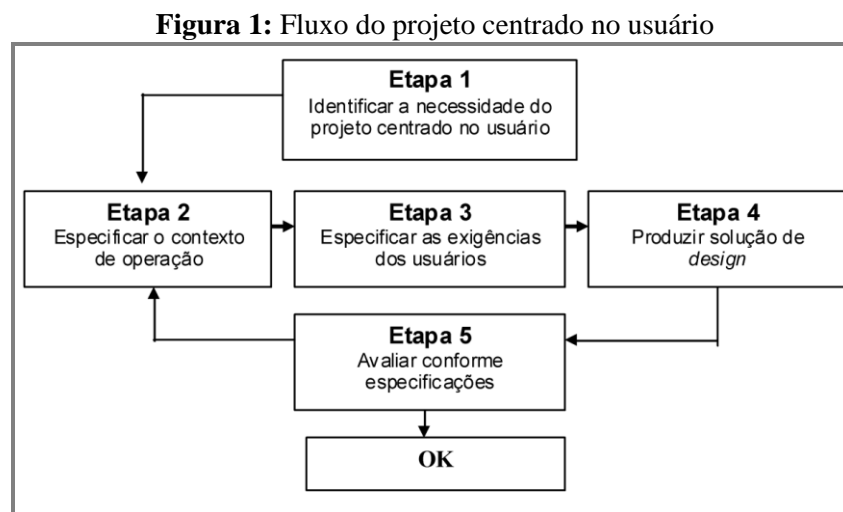 Figura 1: Fluxo do projeto centrado no usuário
Etapa 1
Identificar a necessidade do
projeto centrado no usuário
Etapa 2
Especificar o contexto
de operação
Etapa 3
Especificar as exigências
dos usuários
Etapa 4
Produzir solução de
design
Etapa 5
Avaliar conforme
especificações
OK